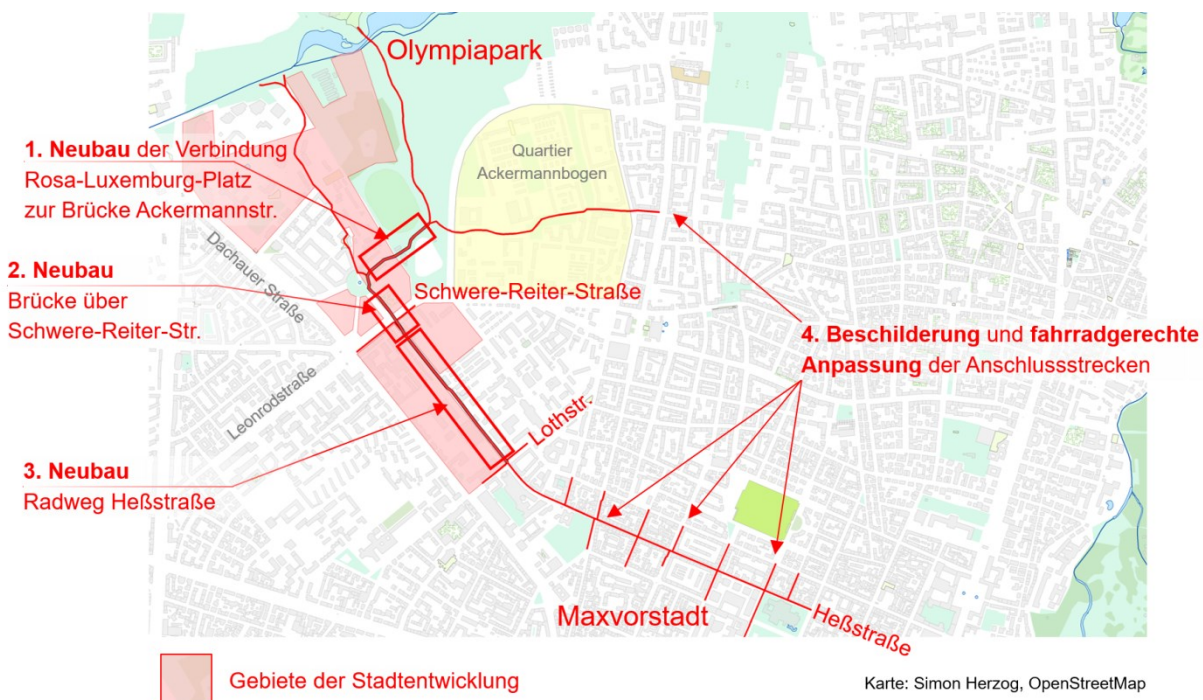 Olympiapark
1. Neubau der Verbindung
Rosa-Luxemburg-Platz
zur Brücke Ackermannstr.
Quartier
Ackermannbogen
Dachauer Straße
2. Neubau
Brücke über
Schwere-Reiter-Str.
Schwere-Reiter-Straße
4. Beschilderung und fahrradgerechte
Anpassung der Anschlussstrecken
Leonrodstraße
Lothstr.
3. Neubau
Radweg Heßstraße
Maxvorstadt
Heßstraße
Gebiete der Stadtentwicklung
Karte: Simon Herzog, OpenStreetMap